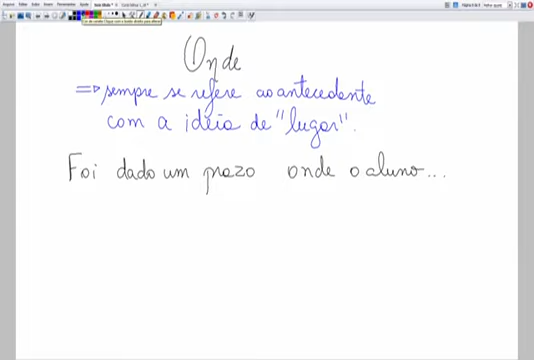 Onde
=> sempre se refere ao antecedente
com a idéia de "lugar".
Foi dado um prazo onde o aluno...